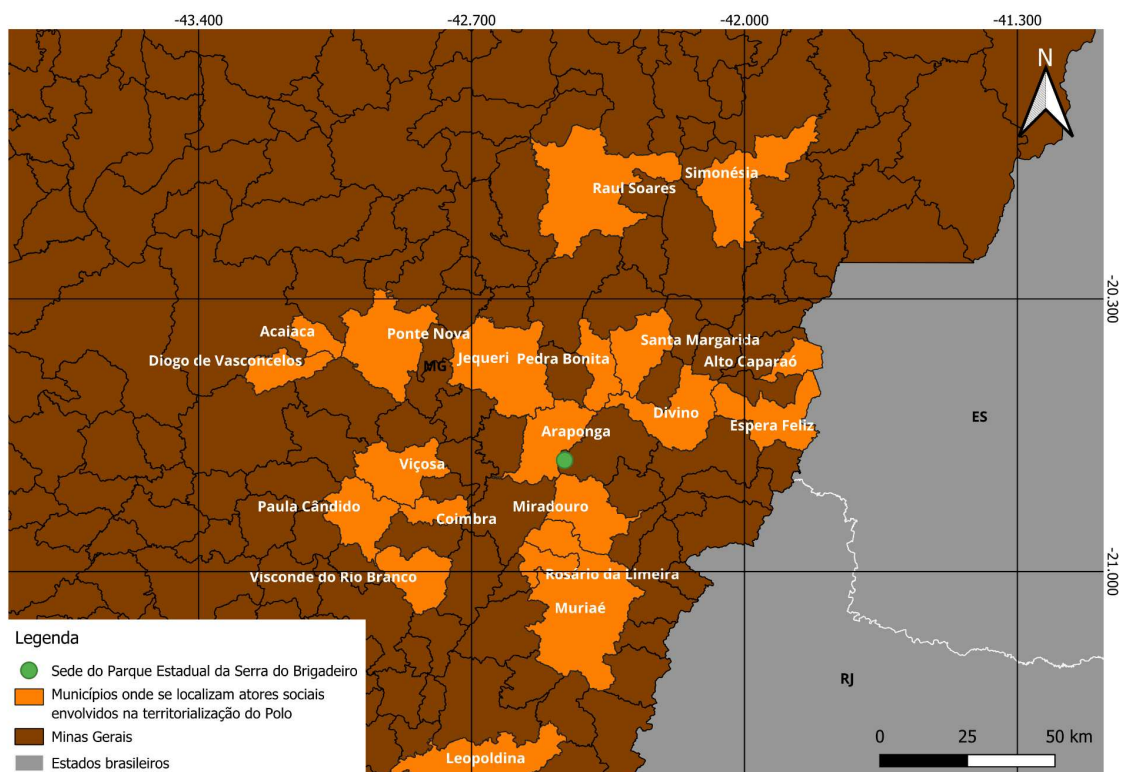 -43.400
-42.700
-42.000
-41.300
N
Simonésia
Raul Soares
-20.300
Acaiaca
Ponte Nova
Santa Margarida
Diogo de Vasconcelos
Jequeri
Pedra Bonita
Alto Caparaó
MG
Divino
ES
Espera Feliz
Araponga
Viçosa
Paula Cândido
Miradouro
Coimbra
Visconde do Rio Branco
Rosário da Limeira
-21.000
Muriaé
Legenda
Sede do Parque Estadual da Serra do Brigadeiro
Municípios onde se localizam atores sociais
envolvidos na territorialização do Polo
Minas Gerais
Estados brasileiros
RJ
Leopoldina
0 25 50 km